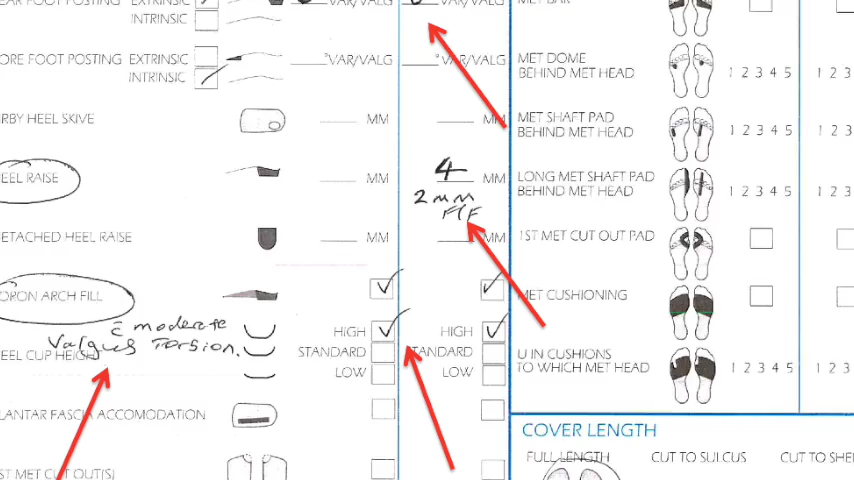 EAR FOOT POSTING EXTRINSIC °VAR/VALG VAR/VALG
INTRINSIC
ORE FOOT POSTING EXTRINSIC °VAR/VALG °VAR/VALG
INTRINSIC
IRBY HEEL SKIVE MM MM
EEL RAISE MM 4 MM
2 mm
F/F
ETACHED HEEL RAISE MM MM
ORON ARCH FILL
c̄ moderate
Valgus Torsion.
EEL CUP HEIGH HIGH HIGH
STANDARD STANDARD
LOW LOW
LANTAR FASCIA ACCOMODATION
ST MET CUT OUT(S)
MET BAR
MET DOME
BEHIND MET HEAD 1 2 3 4 5 1 2 3
MET SHAFT PAD
BEHIND MET HEAD 1 2 3 4 5 1 2 3
LONG MET SHAFT PAD
BEHIND MET HEAD 1 2 3 4 5 1 2 3
1ST MET CUT OUT PAD
MET CUSHIONING
U IN CUSHIONS
TO WHICH MET HEAD 1 2 3 4 5 1 2 3
COVER LENGTH
FULL LENGTH CUT TO SULCUS CUT TO SHE